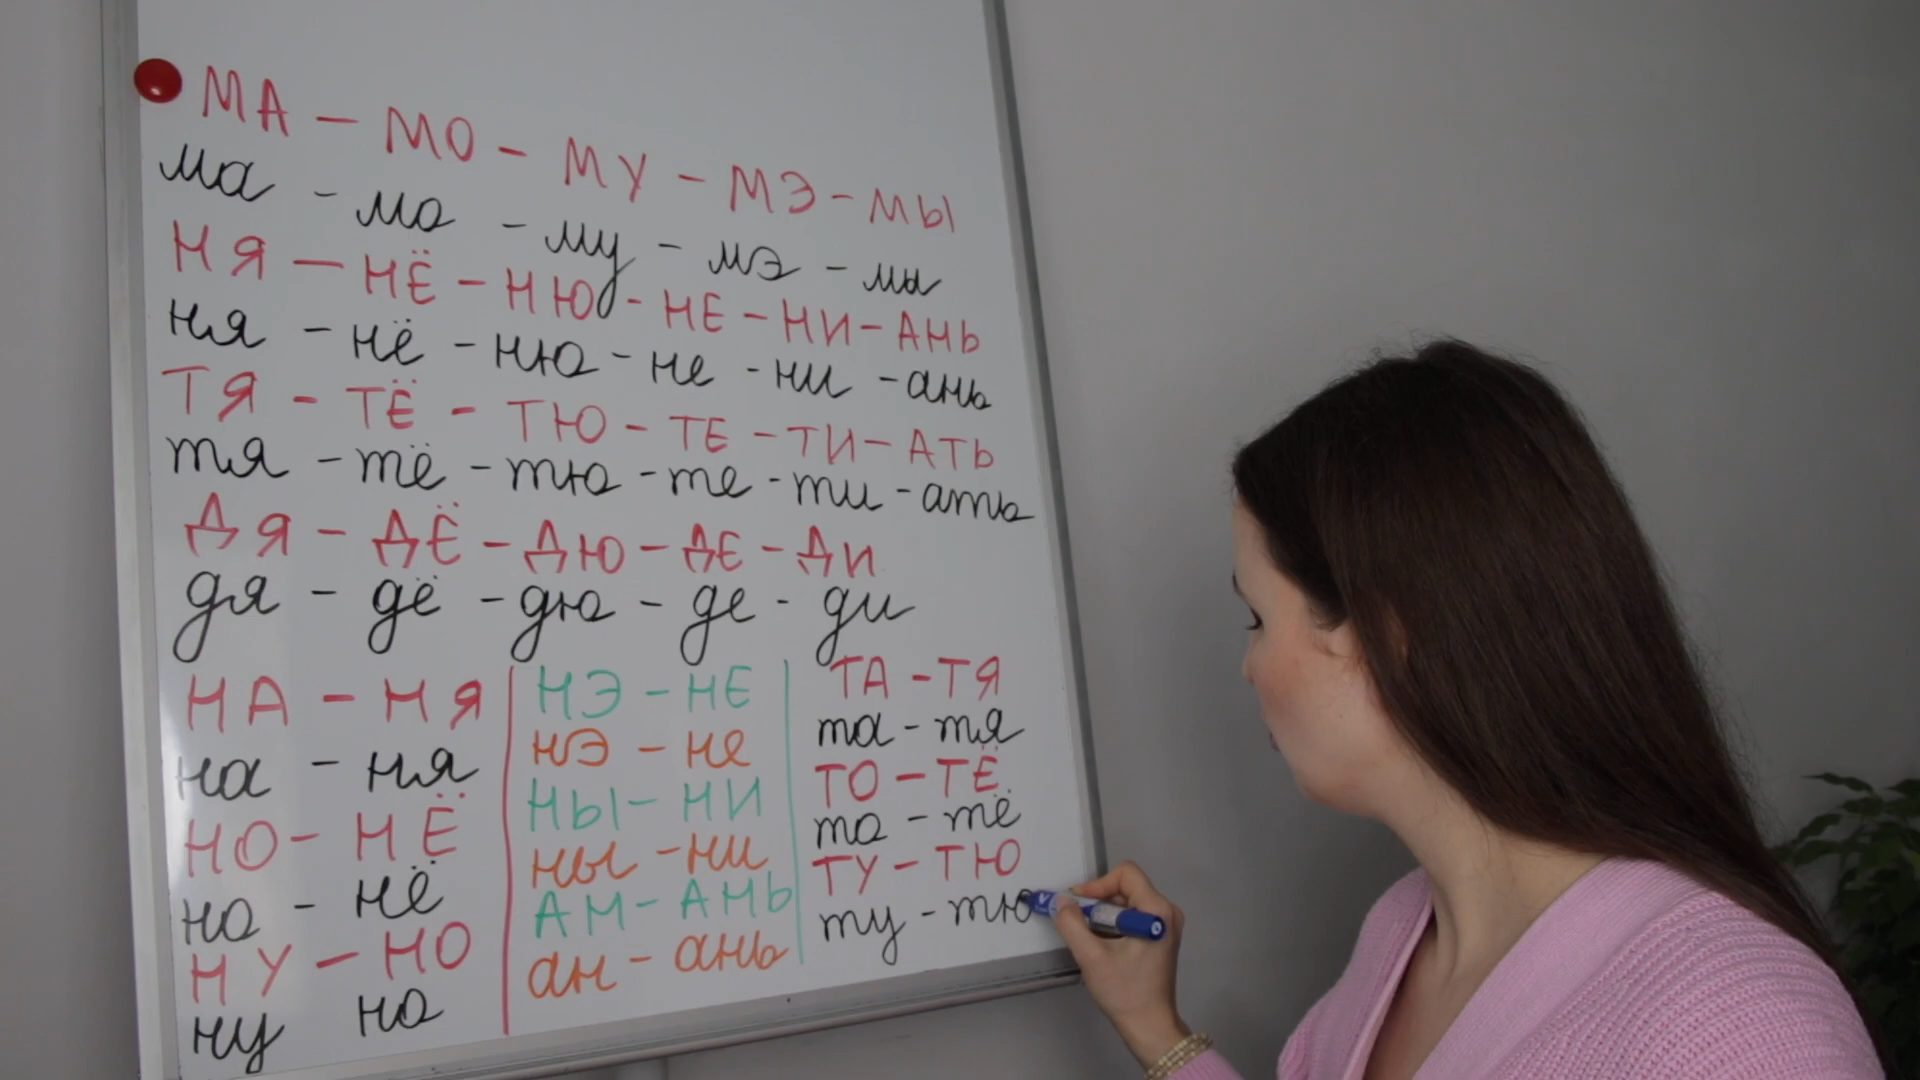 МА – МО – МУ – МЭ – МЫ
ма – мо – му – мэ – мы
НЯ – НЁ – НЮ – НЕ – НИ – АНЬ
ня – нё – ню – не – ни – ань
ТЯ – ТЁ – ТЮ – ТЕ – ТИ – АТЬ
тя – тё – тю – те – ти – ать
ДЯ – ДЁ – ДЮ – ДЕ – ДИ
дя – дё – дю – де – ди
НА – НЯ
на – ня
НО – НЁ
но – нё
НУ – НО
ну но
НЭ – НЕ
нэ – не
НЫ – НИ
ны – ни
АН – АНЬ
ан – ань
ТА – ТЯ
та – тя
ТО – ТЁ
то – тё
ТУ – ТЮ
ту – тю